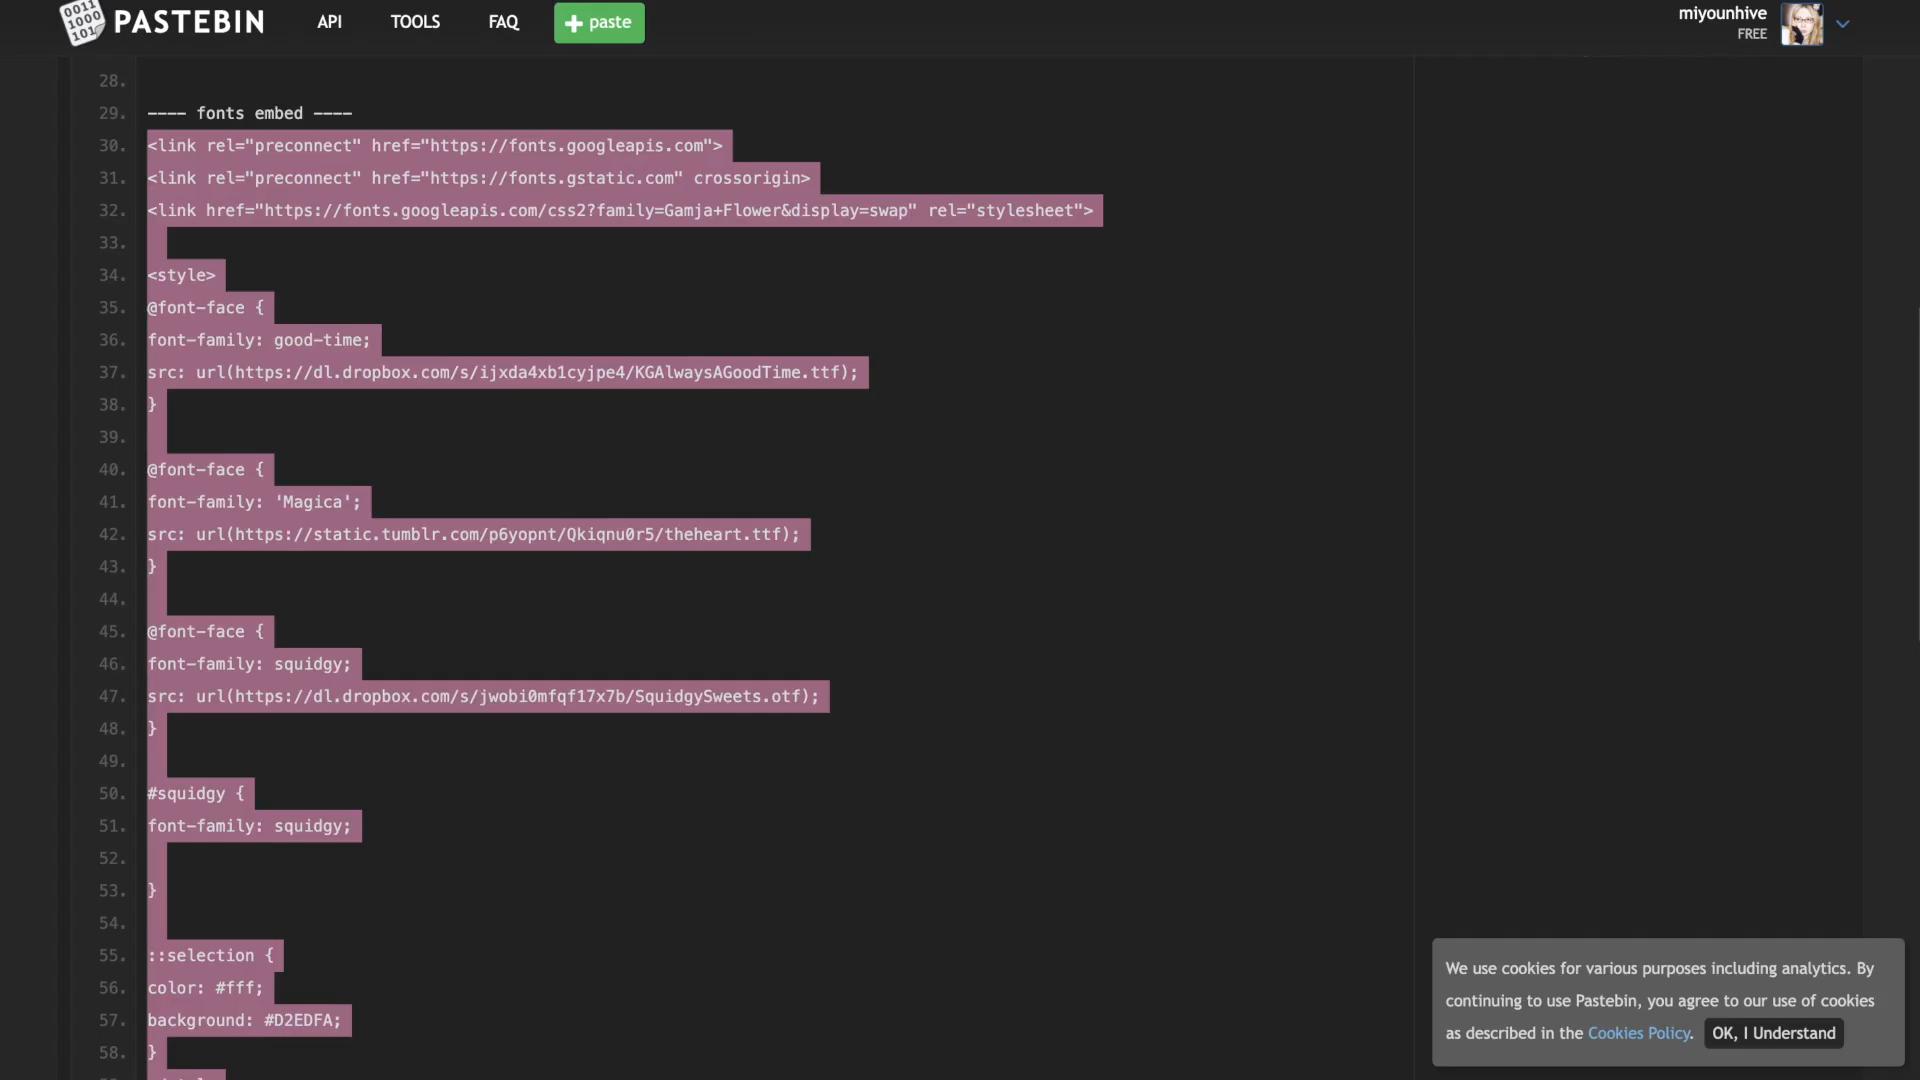 0011
1000
101
PASTEBIN
API
TOOLS
FAQ
+ paste
miyounhive
FREE
28.
29. ---- fonts embed ----
30. <link rel="preconnect" href="https://fonts.googleapis.com">
31. <link rel="preconnect" href="https://fonts.gstatic.com" crossorigin>
32. <link href="https://fonts.googleapis.com/css2?family=Gamja+Flower&display=swap" rel="stylesheet">
33.
34. <style>
35. @font-face {
36. font-family: good-time;
37. src: url(https://dl.dropbox.com/s/ijxda4xb1cyjpe4/KGAlwaysAGoodTime.ttf);
38. }
39.
40. @font-face {
41. font-family: 'Magica';
42. src: url(https://static.tumblr.com/p6yopnt/Qkiqnu0r5/theheart.ttf);
43. }
44.
45. @font-face {
46. font-family: squidgy;
47. src: url(https://dl.dropbox.com/s/jwobi0mfqf17x7b/SquidgySweets.otf);
48. }
49.
50. #squidgy {
51. font-family: squidgy;
52.
53. }
54.
55. ::selection {
56. color: #fff;
57. background: #D2EDFA;
58. }
We use cookies for various purposes including analytics. By
continuing to use Pastebin, you agree to our use of cookies
as described in the Cookies Policy. OK, I Understand